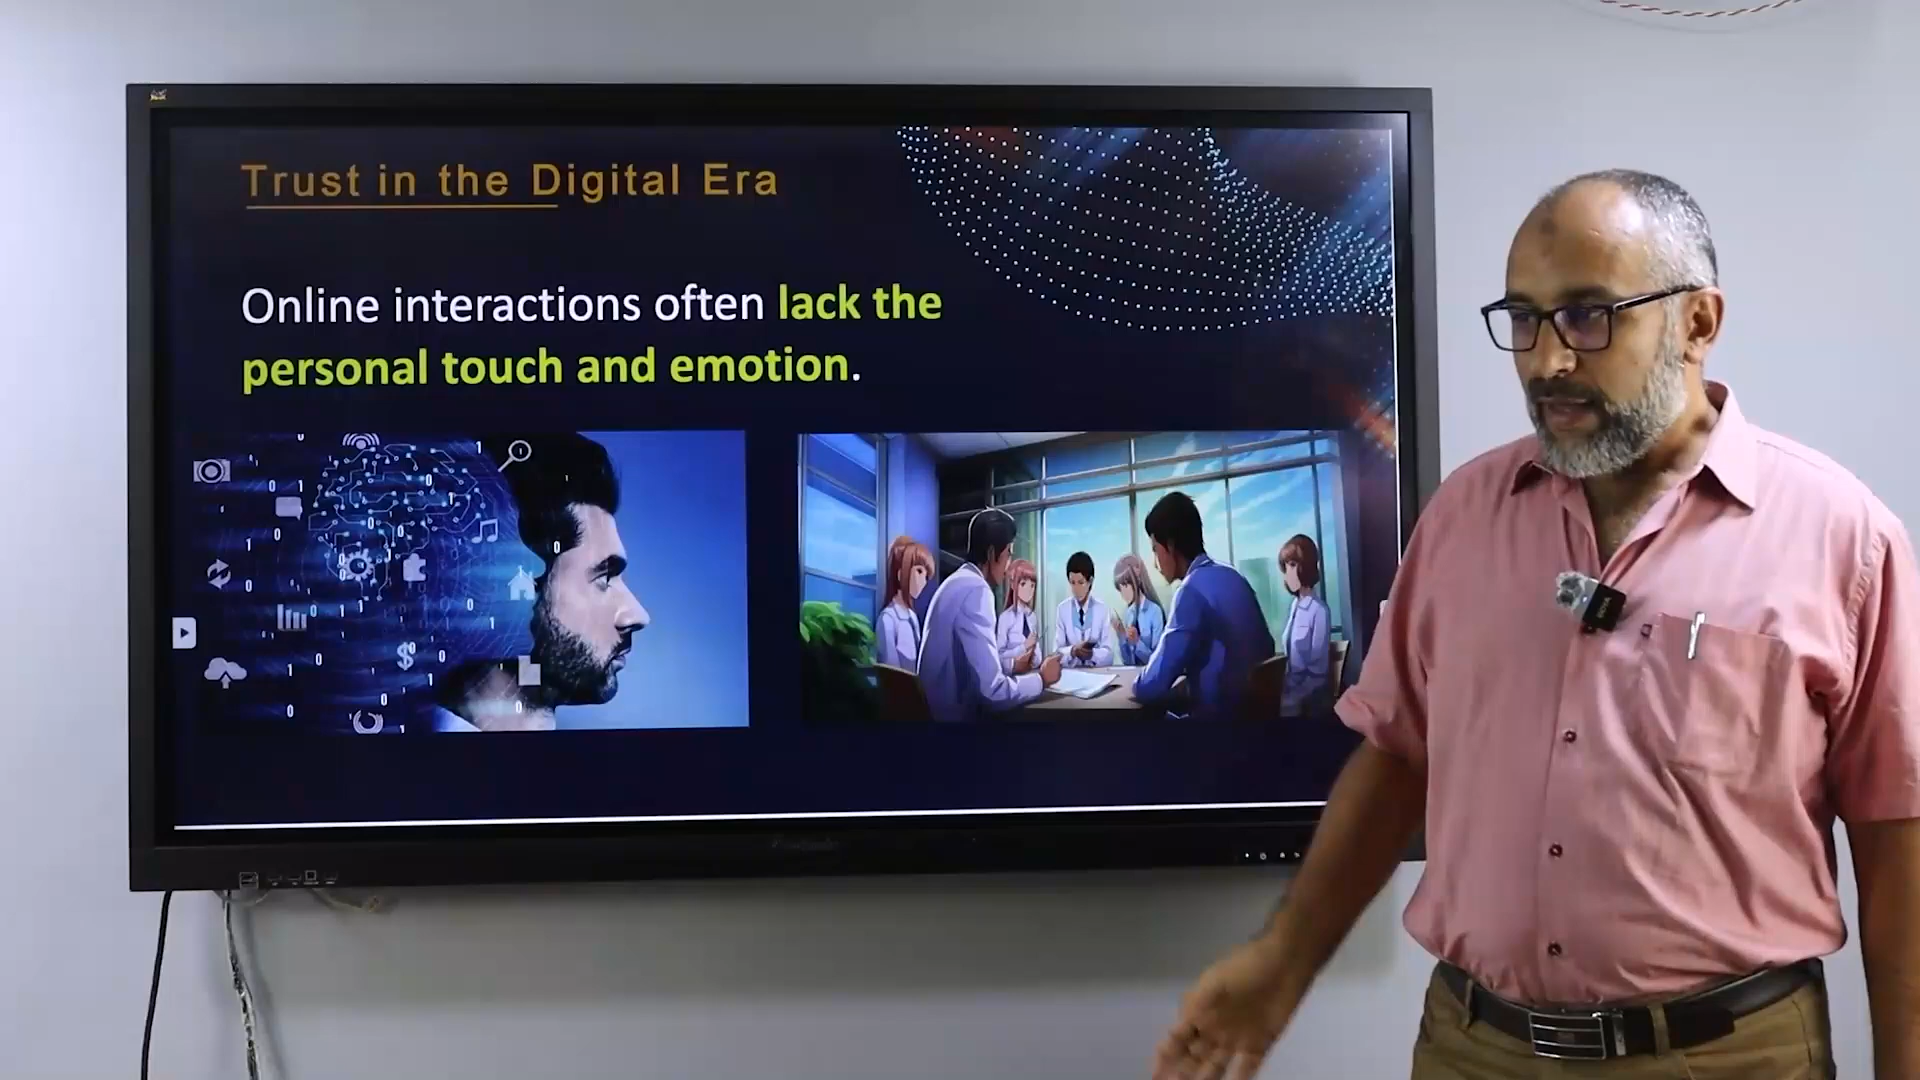 Trust in the Digital Era
Online interactions often lack the
personal touch and emotion.